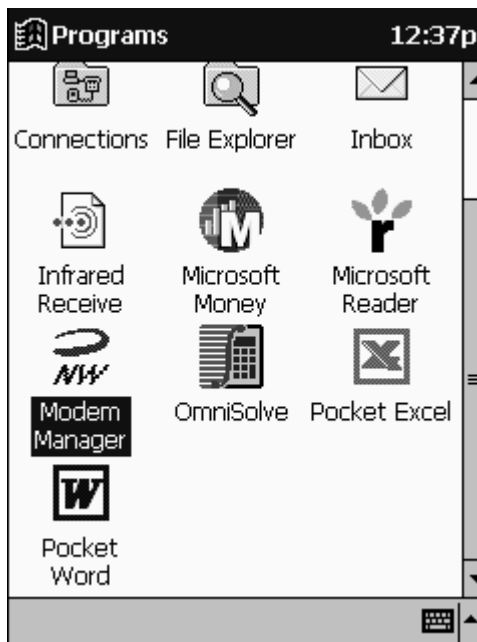 Programs 12:37p
Connections File Explorer Inbox
Infrared Microsoft Microsoft
Receive Money Reader
NW
Modem OmniSolve Pocket Excel
Manager
W
Pocket
Word